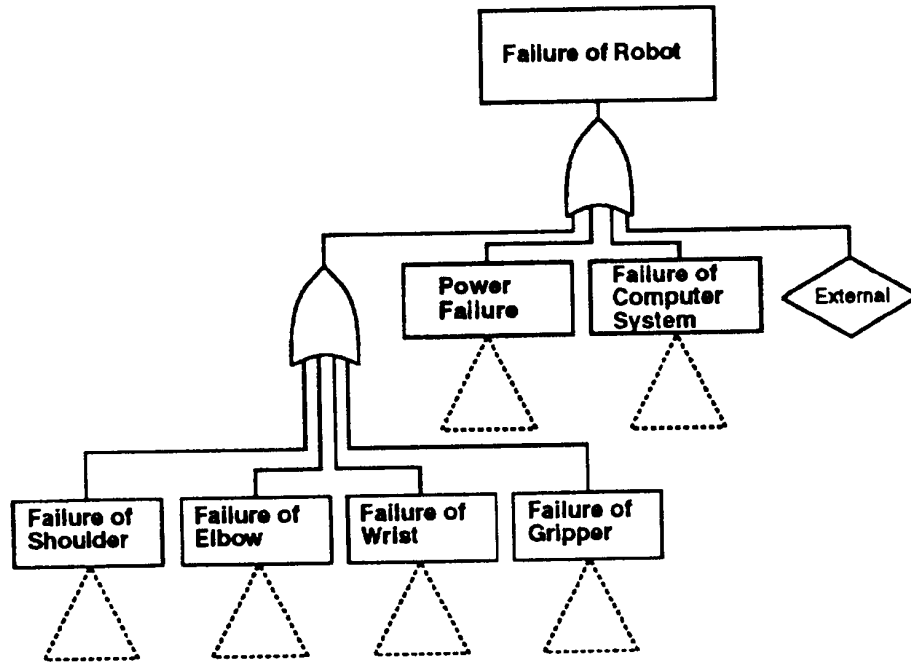 Failure of Robot
Power
Failure
Failure of
Computer
System
External
Failure of
Shoulder
Failure of
Elbow
Failure of
Wrist
Failure of
Gripper